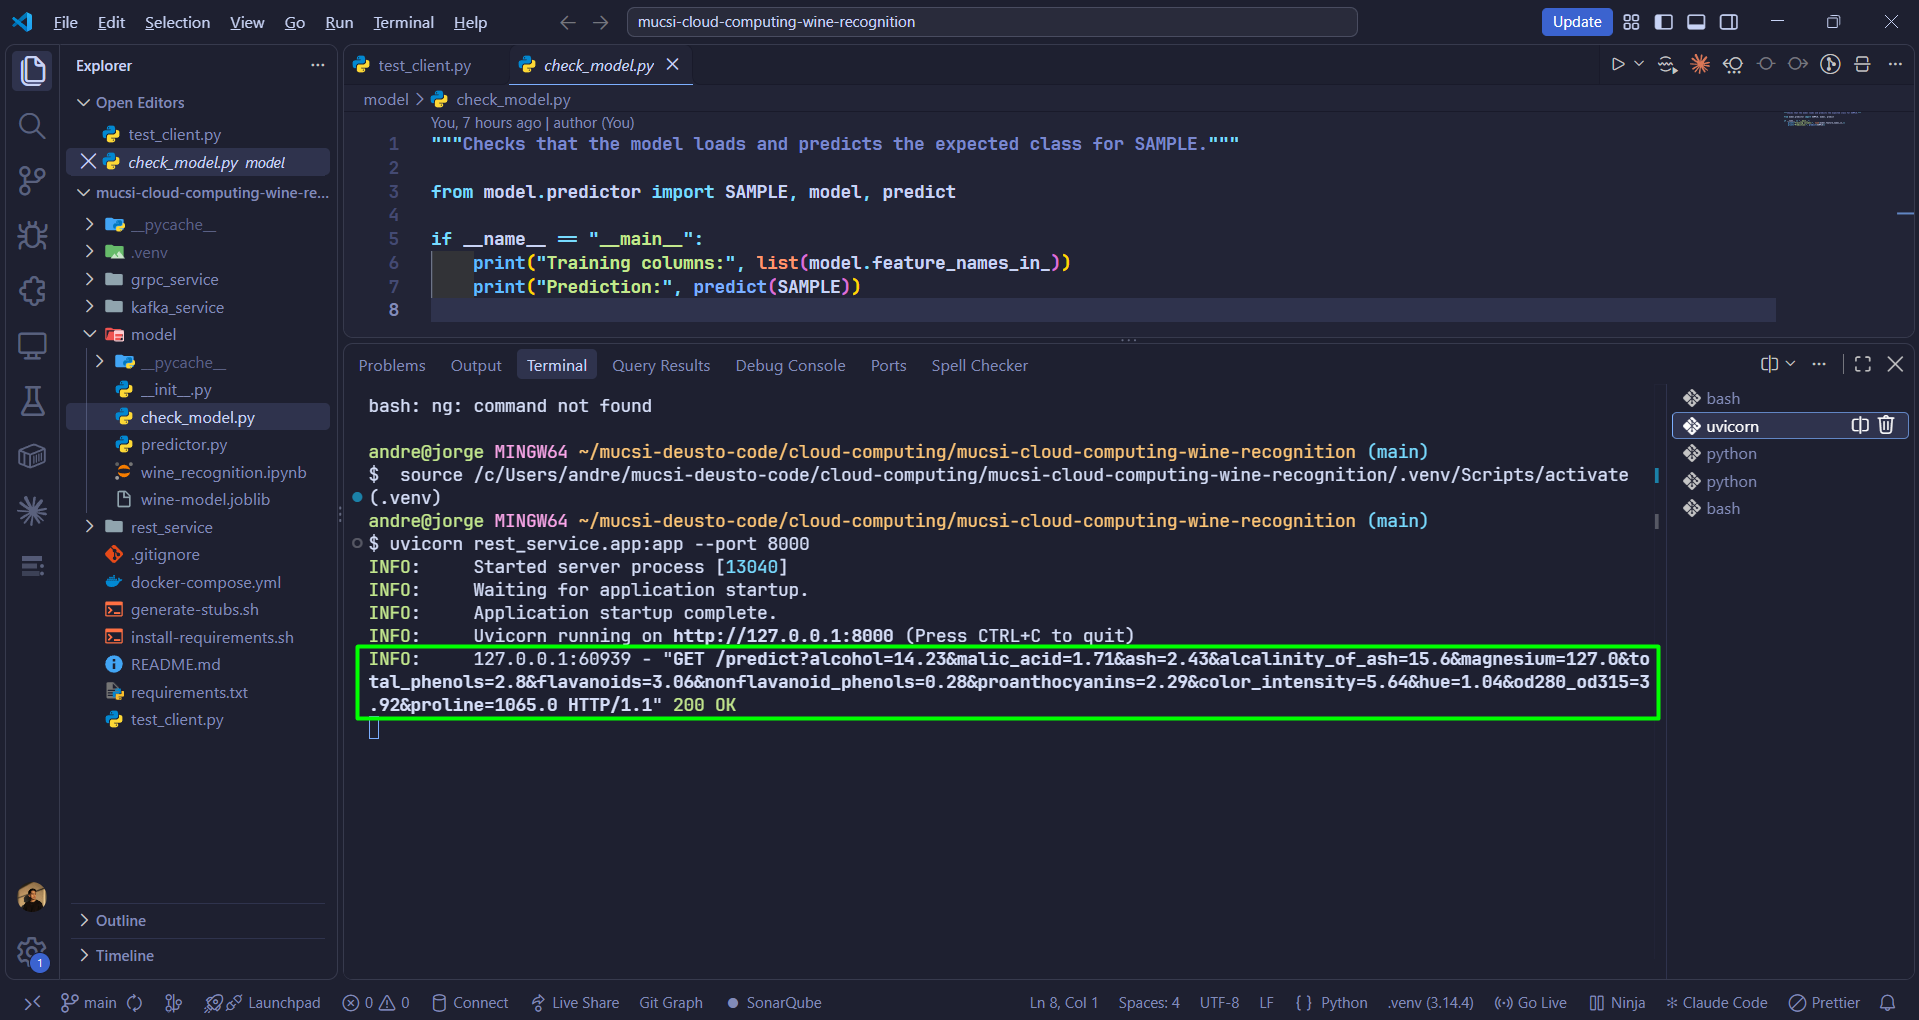 File Edit Selection View Go Run Terminal Help
mucsi-cloud-computing-wine-recognition
Update
Explorer
Open Editors
test_client.py
check_model.py model
mucsi-cloud-computing-wine-re...
__pycache__
.venv
grpc_service
kafka_service
model
__pycache__
__init__.py
check_model.py
predictor.py
wine_recognition.ipynb
wine-model.joblib
rest_service
.gitignore
docker-compose.yml
generate-stubs.sh
install-requirements.sh
README.md
requirements.txt
test_client.py
Outline
Timeline
1
test_client.py
check_model.py
model > check_model.py
You, 7 hours ago | author (You)
1 """Checks that the model loads and predicts the expected class for SAMPLE."""
2
3 from model.predictor import SAMPLE, model, predict
4
5 if __name__ == "__main__":
6 print("Training columns:", list(model.feature_names_in_))
7 print("Prediction:", predict(SAMPLE))
8
Problems Output Terminal Query Results Debug Console Ports Spell Checker
bash: ng: command not found
andre@jorge MINGW64 ~/mucsi-deusto-code/cloud-computing/mucsi-cloud-computing-wine-recognition (main)
$ source /c/Users/andre/mucsi-deusto-code/cloud-computing/mucsi-cloud-computing-wine-recognition/.venv/Scripts/activate
(.venv)
andre@jorge MINGW64 ~/mucsi-deusto-code/cloud-computing/mucsi-cloud-computing-wine-recognition (main)
$ uvicorn rest_service.app:app --port 8000
INFO: Started server process [13040]
INFO: Waiting for application startup.
INFO: Application startup complete.
INFO: Uvicorn running on http://127.0.0.1:8000 (Press CTRL+C to quit)
INFO: 127.0.0.1:60939 - "GET /predict?alcohol=14.23&malic_acid=1.71&ash=2.43&alcalinity_of_ash=15.6&magnesium=127.0&to
tal_phenols=2.8&flavanoids=3.06&nonflavanoid_phenols=0.28&proanthocyanins=2.29&color_intensity=5.64&hue=1.04&od280_od315=3
.92&proline=1065.0 HTTP/1.1" 200 OK
bash
uvicorn
python
python
bash
main Launchpad 0 0 Connect Live Share Git Graph SonarQube Ln 8, Col 1 Spaces: 4 UTF-8 LF { } Python .venv (3.14.4) Go Live Ninja Claude Code Prettier